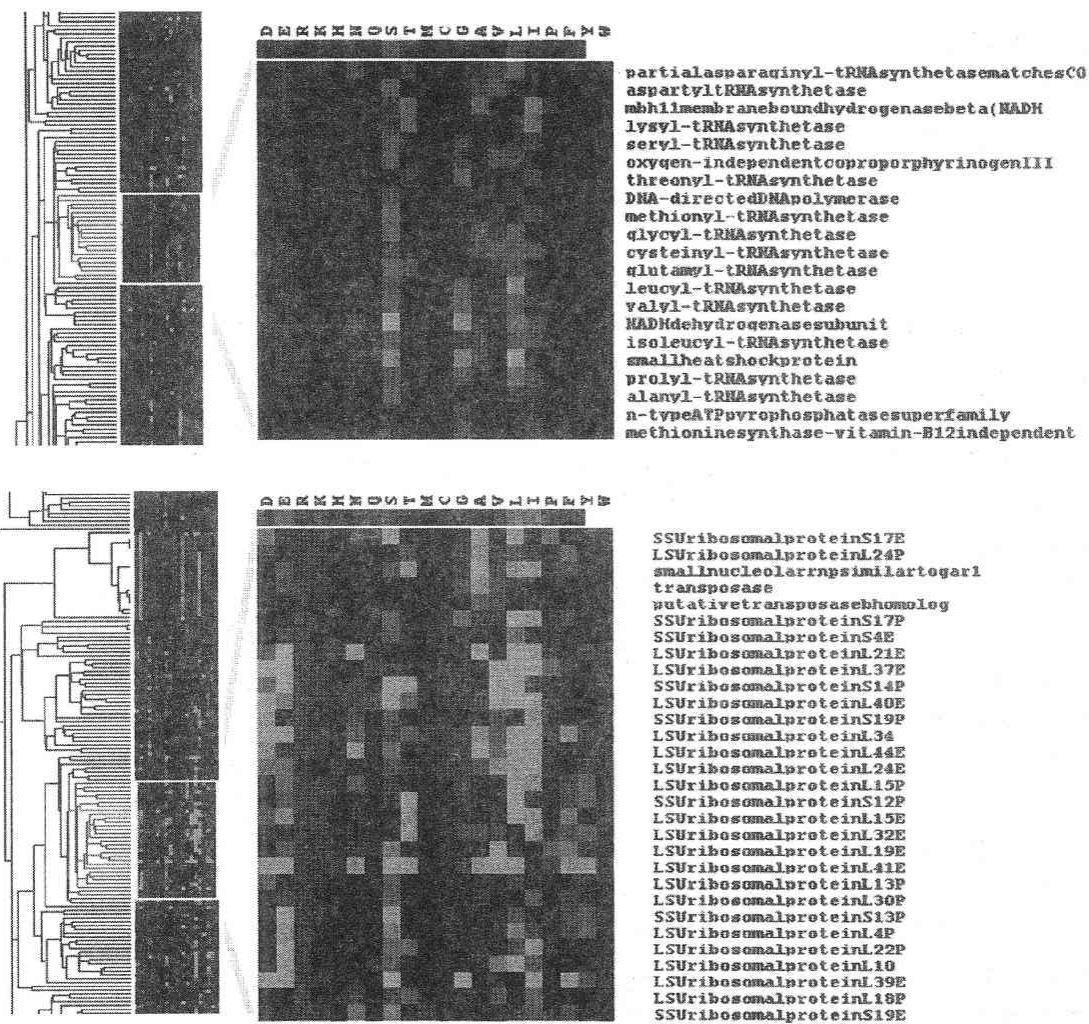 D E R K H N Q S T M C G A V L I P F Y W
partialasparaginyl-tRNAsynthetasematchesCO
aspartyltRNAsynthetase
mbh11membraneboundhydrogenasebeta(NADH
lysyl-tRNAsynthetase
seryl-tRNAsynthetase
oxygen-independentcoproporphyrinogenIII
threonyl-tRNAsynthetase
DNA-directedDNApolymerase
methionyl-tRNAsynthetase
glycyl-tRNAsynthetase
cysteinyl-tRNAsynthetase
glutamyl-tRNAsynthetase
leucyl-tRNAsynthetase
valyl-tRNAsynthetase
NADHdehydrogenasesubunit
isoleucyl-tRNAsynthetase
smallheatshockprotein
prolyl-tRNAsynthetase
alanyl-tRNAsynthetase
n-typeATPpyrophosphatasesuperfamily
methioninesynthase-vitamin-B12independent
D E R K H N Q S T M C G A V L I P F Y W
SSUribosomalproteinS17E
LSUribosomalproteinL24P
smallnucleolarrnpsimilartogar1
transposase
putativetransposasebhomolog
SSUribosomalproteinS17P
SSUribosomalproteinS4E
LSUribosomalproteinL21E
LSUribosomalproteinL37E
SSUribosomalproteinS14P
LSUribosomalproteinL40E
SSUribosomalproteinS19P
LSUribosomalproteinL34
LSUribosomalproteinL44E
LSUribosomalproteinL24E
LSUribosomalproteinL15P
SSUribosomalproteinS12P
LSUribosomalproteinL15E
LSUribosomalproteinL32E
LSUribosomalproteinL19E
LSUribosomalproteinL41E
LSUribosomalproteinL13P
LSUribosomalproteinL30P
SSUribosomalproteinS13P
LSUribosomalproteinL4P
LSUribosomalproteinL22P
LSUribosomalproteinL10
LSUribosomalproteinL39E
LSUribosomalproteinL18P
SSUribosomalproteinS19E